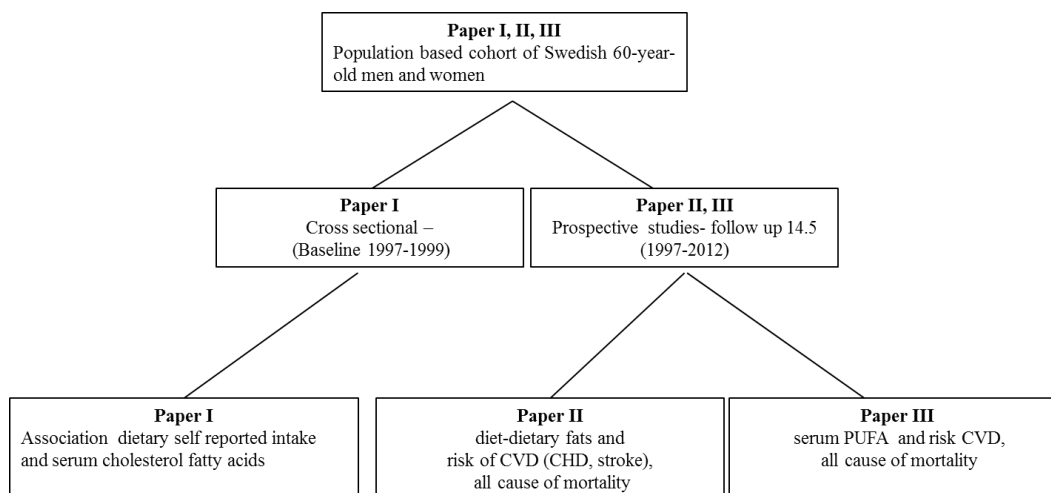 Paper I, II, III
Population based cohort of Swedish 60-year-
old men and women
Paper I
Cross sectional –
(Baseline 1997-1999)
Paper II, III
Prospective studies- follow up 14.5
(1997-2012)
Paper I
Association dietary self reported intake
and serum cholesterol fatty acids
Paper II
diet-dietary fats and
risk of CVD (CHD, stroke),
all cause of mortality
Paper III
serum PUFA and risk CVD,
all cause of mortality